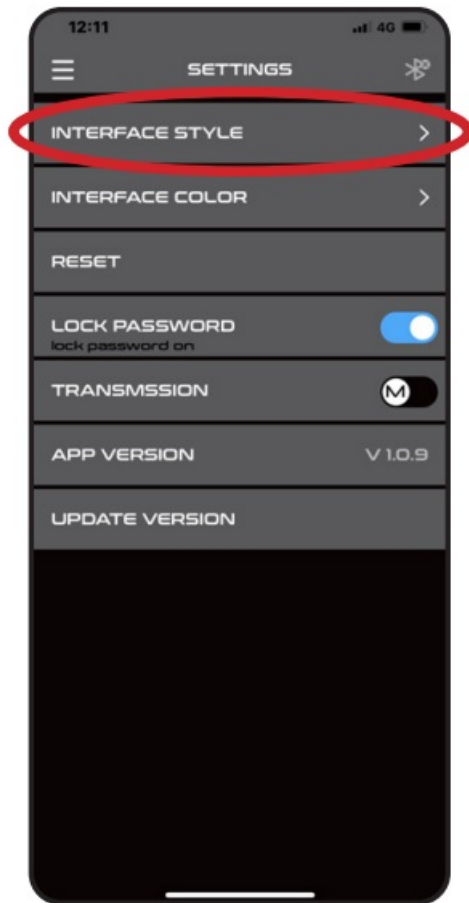 12:11 4G
SETTINGS
INTERFACE STYLE
INTERFACE COLOR
RESET
LOCK PASSWORD
lock password on
TRANSMSSION M
APP VERSION V 1.0.9
UPDATE VERSION